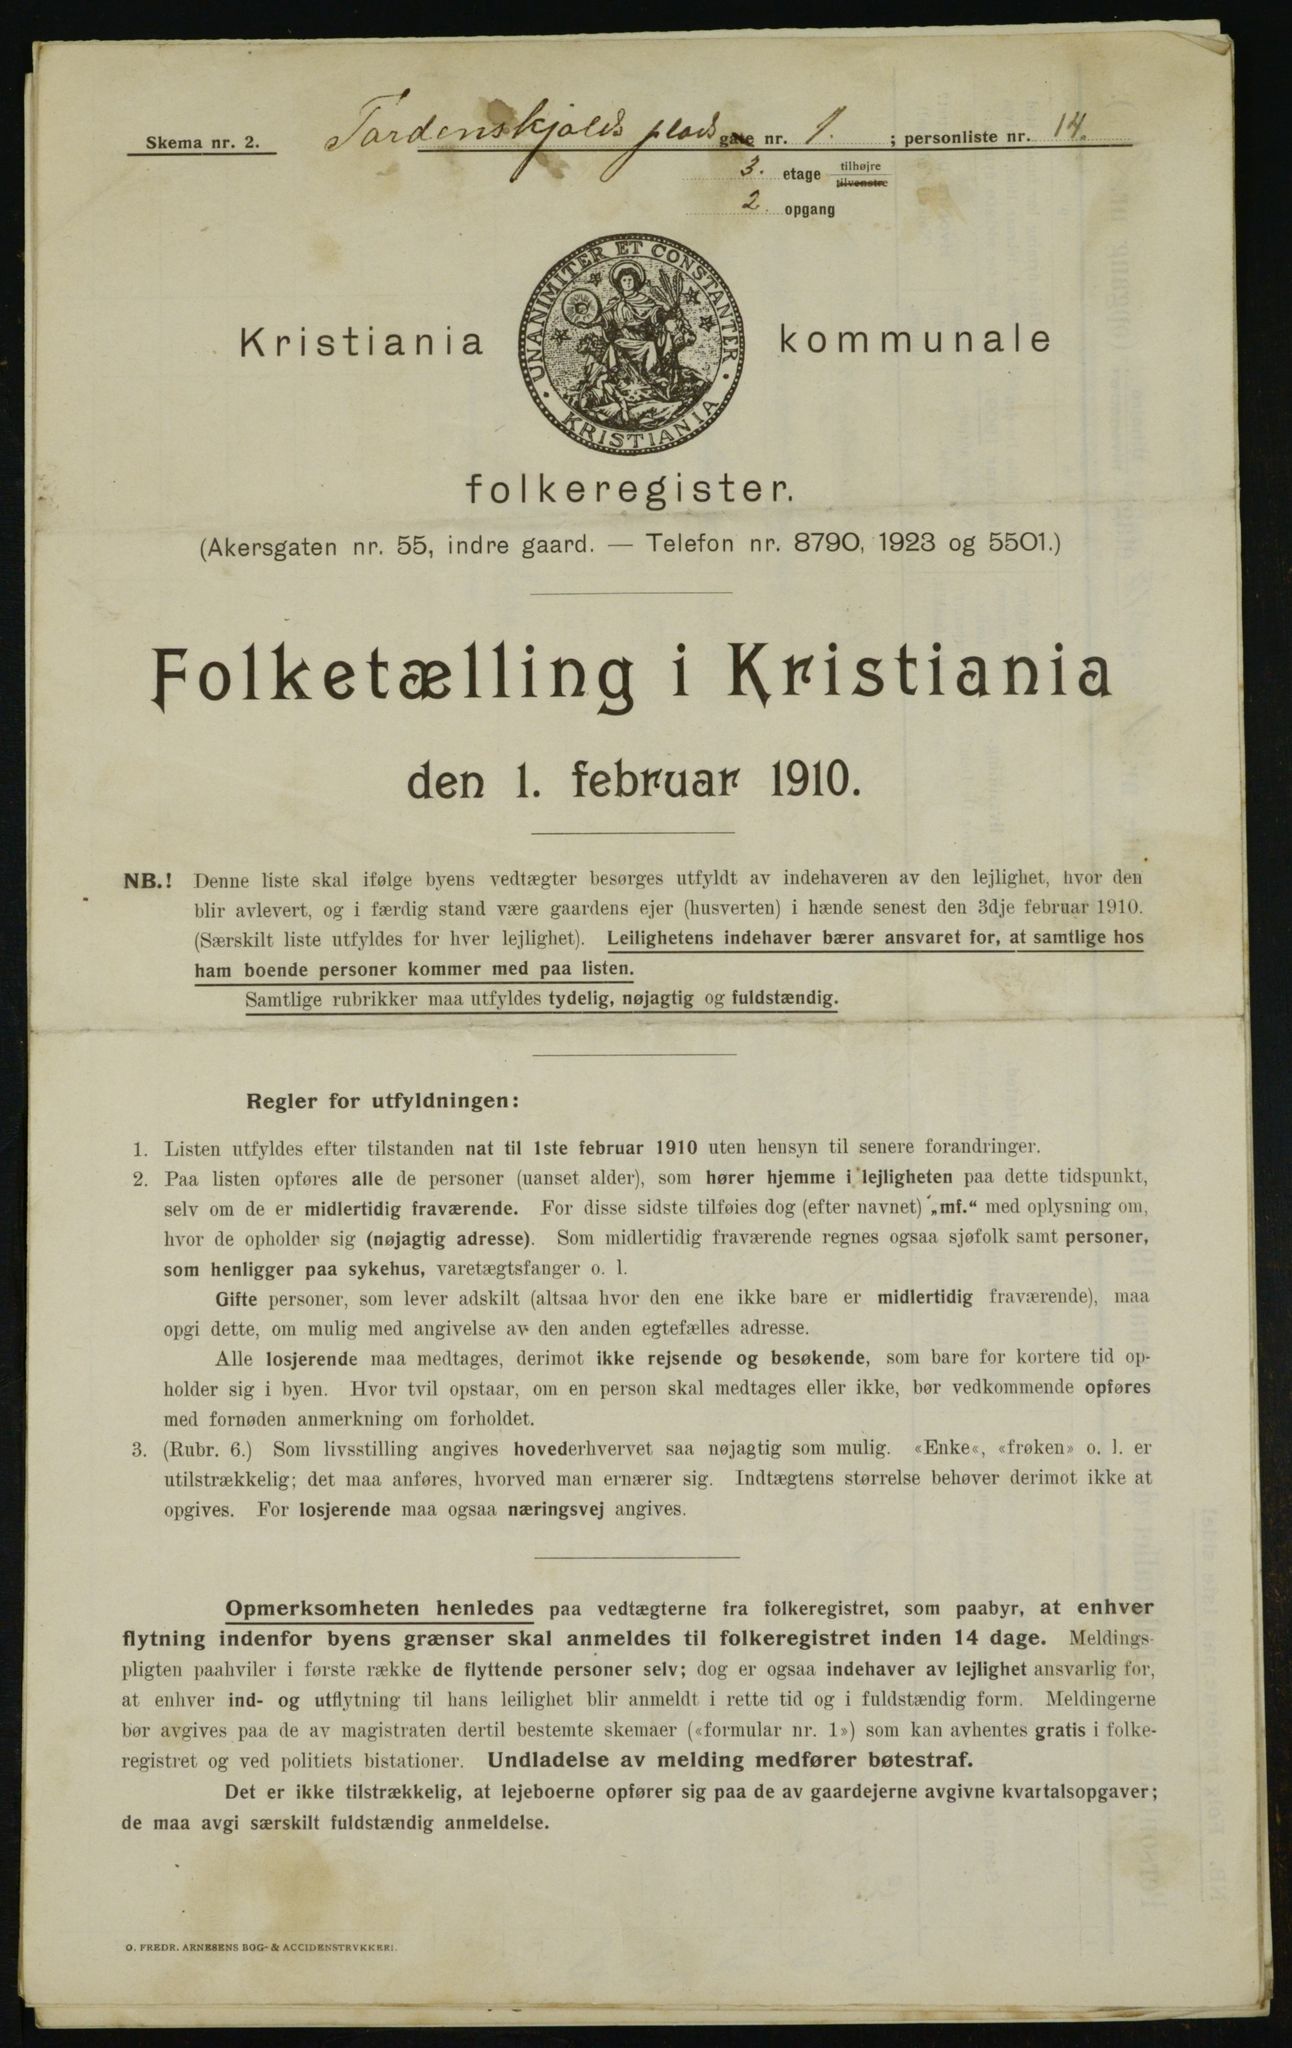 Skema nr. 2. Tordenskjolds plads gate nr. 1. ; personliste nr. 14.
3. etage tilhøjre tilvenstre
2. opgang
UNANIMITER ET CONSTANTER · KRISTIANIA ·
Kristiania kommunale
folkeregister.
(Akersgaten nr. 55, indre gaard. — Telefon nr. 8790, 1923 og 5501.)
Folketælling i Kristiania
den 1. februar 1910.
NB.! Denne liste skal ifølge byens vedtægter besørges utfyldt av indehaveren av den lejlighet, hvor den
blir avlevert, og i færdig stand være gaardens ejer (husverten) i hænde senest den 3dje februar 1910.
(Særskilt liste utfyldes for hver lejlighet). Leilighetens indehaver bærer ansvaret for, at samtlige hos
ham boende personer kommer med paa listen.
Samtlige rubrikker maa utfyldes tydelig, nøjagtig og fuldstændig.
Regler for utfyldningen:
1. Listen utfyldes efter tilstanden nat til 1ste februar 1910 uten hensyn til senere forandringer.
2. Paa listen opføres alle de personer (uanset alder), som hører hjemme i lejligheten paa dette tidspunkt,
selv om de er midlertidig fraværende. For disse sidste tilføies dog (efter navnet) „mf.“ med oplysning om,
hvor de opholder sig (nøjagtig adresse). Som midlertidig fraværende regnes ogsaa sjøfolk samt personer,
som henligger paa sykehus, varetægtsfanger o. l.
Gifte personer, som lever adskilt (altsaa hvor den ene ikke bare er midlertidig fraværende), maa
opgi dette, om mulig med angivelse av den anden egtefælles adresse.
Alle losjerende maa medtages, derimot ikke rejsende og besøkende, som bare for kortere tid op-
holder sig i byen. Hvor tvil opstaar, om en person skal medtages eller ikke, bør vedkommende opføres
med fornøden anmerkning om forholdet.
3. (Rubr. 6.) Som livsstilling angives hovederhvervet saa nøjagtig som mulig. «Enke«, «frøken» o. l. er
utilstrækkelig; det maa anføres, hvorved man ernærer sig. Indtægtens størrelse behøver derimot ikke at
opgives. For losjerende maa ogsaa næringsvej angives.
Opmerksomheten henledes paa vedtægterne fra folkeregistret, som paabyr, at enhver
flytning indenfor byens grænser skal anmeldes til folkeregistret inden 14 dage. Meldings-
pligten paahviler i første række de flyttende personer selv; dog er ogsaa indehaver av lejlighet ansvarlig for,
at enhver ind- og utflytning til hans leilighet blir anmeldt i rette tid og i fuldstændig form. Meldingerne
bør avgives paa de av magistraten dertil bestemte skemaer («formular nr. 1») som kan avhentes gratis i folke-
registret og ved politiets bistationer. Undladelse av melding medfører bøtestraf.
Det er ikke tilstrækkelig, at lejeboerne opfører sig paa de av gaardejerne avgivne kvartalsopgaver;
de maa avgi særskilt fuldstændig anmeldelse.
O. FREDR. ARNESENS BOG- & ACCIDENSTRYKKERI.